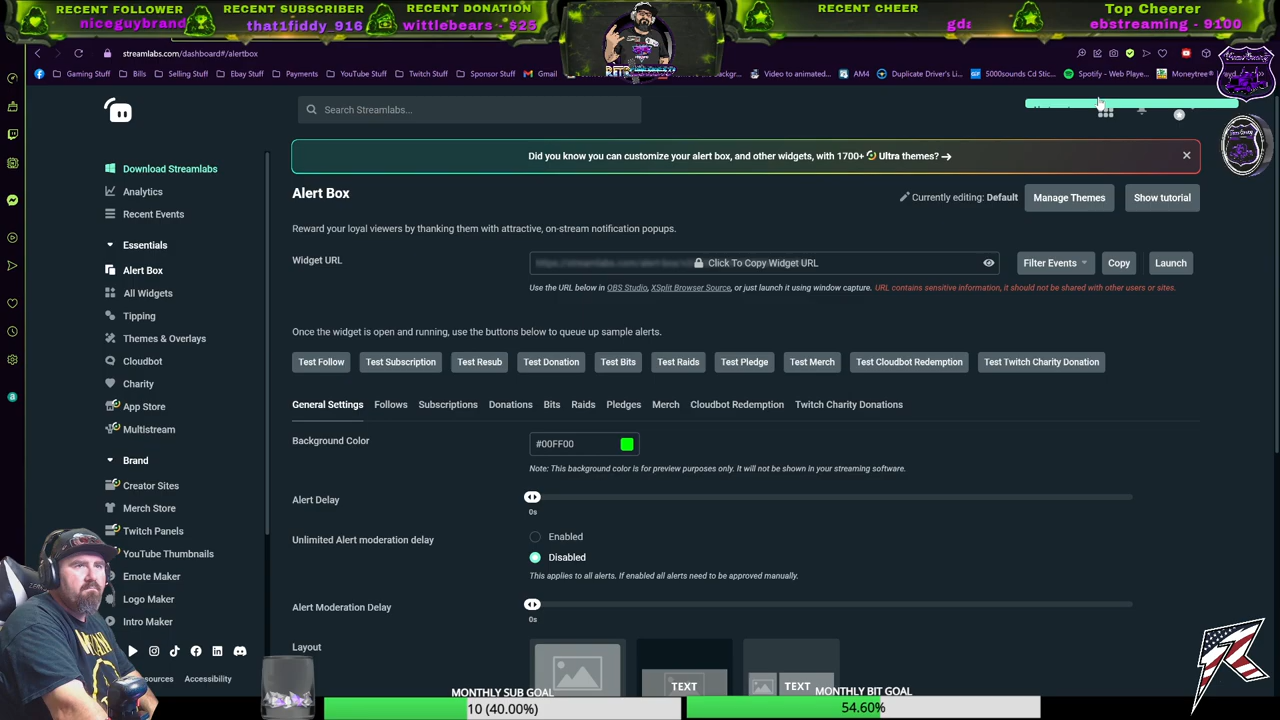 RECENT FOLLOWER
niceguybrand
RECENT SUBSCRIBER
that1fiddy_916
RECENT DONATION
wittlebears - $25
RECENT CHEER
gda
Top Cheerer
ebstreaming - 9100
streamlabs.com/dashboard#/alertbox
Gaming Stuff
Bills
Selling Stuff
Ebay Stuff
Payments
YouTube Stuff
Twitch Stuff
Sponsor Stuff
Gmail
Video to animated...
AM4
Duplicate Driver's Li...
5000sounds Cd Stic...
Spotify - Web Playe...
Search Streamlabs...
Did you know you can customize your alert box, and other widgets, with 1700+ Ultra themes? →
Download Streamlabs
Analytics
Recent Events
Essentials
Alert Box
All Widgets
Tipping
Themes & Overlays
Cloudbot
Charity
App Store
Multistream
Brand
Creator Sites
Merch Store
Twitch Panels
YouTube Thumbnails
Emote Maker
Logo Maker
Intro Maker
Accessibility
Alert Box
Currently editing: Default
Manage Themes
Show tutorial
Reward your loyal viewers by thanking them with attractive, on-stream notification popups.
Widget URL
Click To Copy Widget URL
Filter Events
Copy
Launch
Use the URL below in OBS Studio, XSplit Browser Source, or just launch it using window capture. URL contains sensitive information, it should not be shared with other users or sites.
Once the widget is open and running, use the buttons below to queue up sample alerts.
Test Follow
Test Subscription
Test Resub
Test Donation
Test Bits
Test Raids
Test Pledge
Test Merch
Test Cloudbot Redemption
Test Twitch Charity Donation
General Settings
Follows
Subscriptions
Donations
Bits
Raids
Pledges
Merch
Cloudbot Redemption
Twitch Charity Donations
Background Color
#00FF00
Note: This background color is for preview purposes only. It will not be shown in your streaming software.
Alert Delay
0s
Unlimited Alert moderation delay
Enabled
Disabled
This applies to all alerts. If enabled all alerts need to be approved manually.
Alert Moderation Delay
0s
Layout
TEXT
TEXT
MONTHLY SUB GOAL
10 (40.00%)
MONTHLY BIT GOAL
54.60%